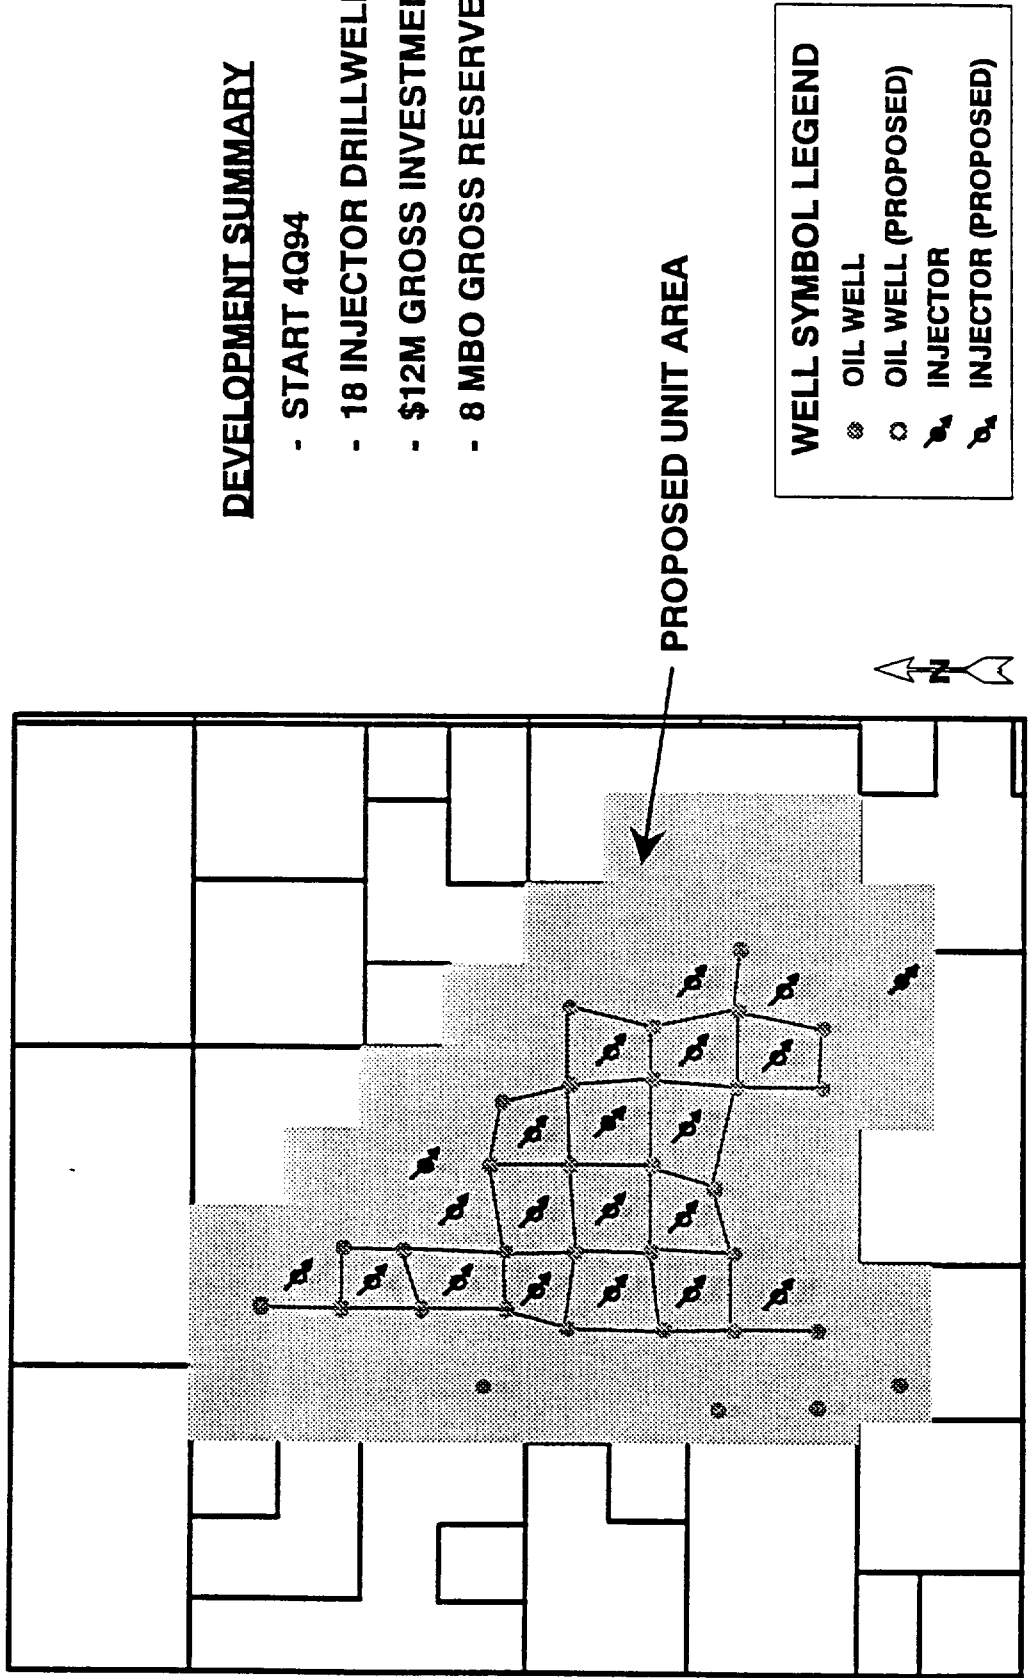 DEVELOPMENT SUMMARY
- START 4Q94
- 18 INJECTOR DRILLWELL
- $12M GROSS INVESTME
- 8 MBO GROSS RESERVE
PROPOSED UNIT AREA
N
WELL SYMBOL LEGEND
OIL WELL
OIL WELL (PROPOSED)
INJECTOR
INJECTOR (PROPOSED)